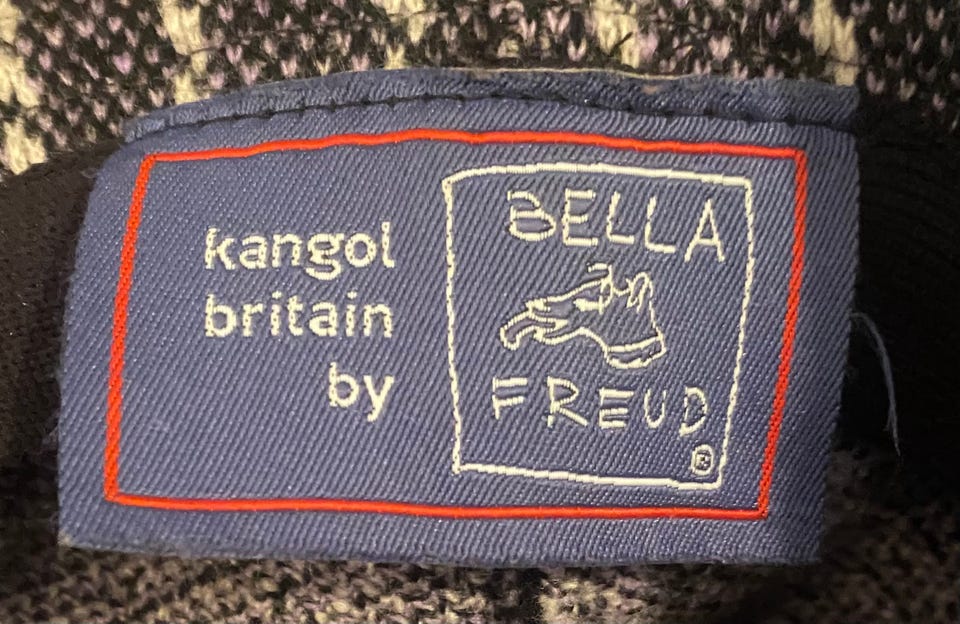 kangol
britain
by
BELLA
FREUD
®